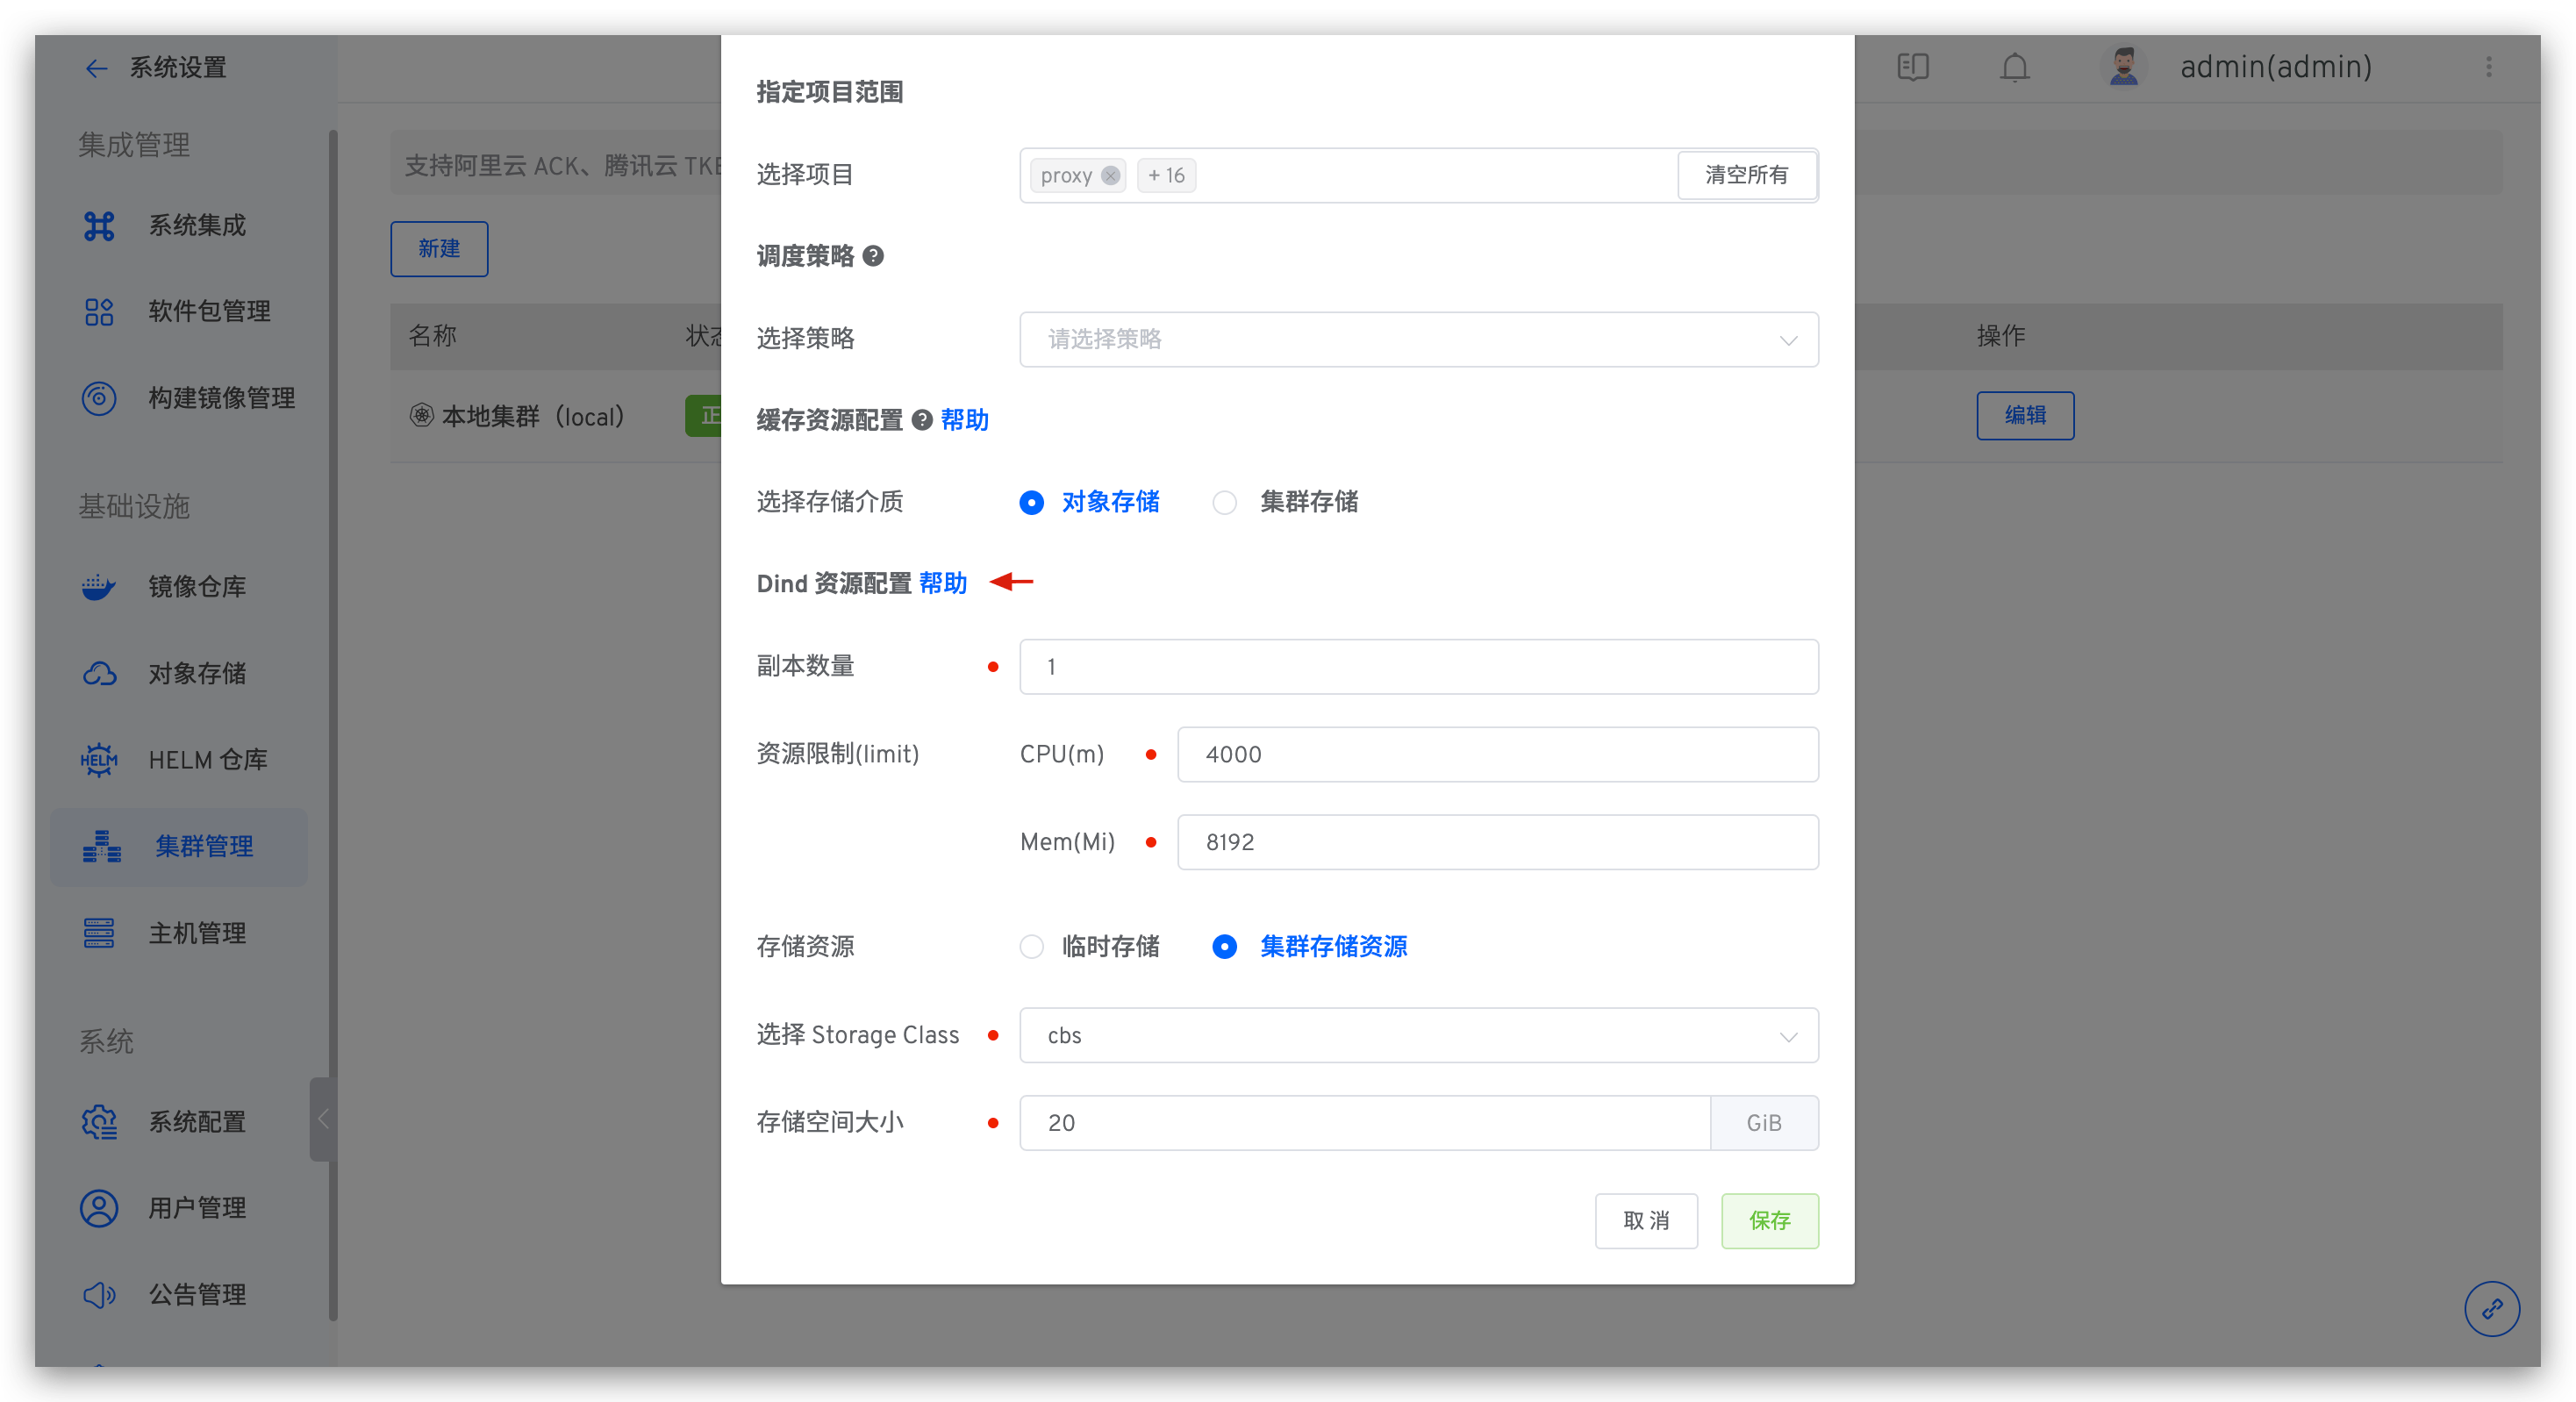 系统设置
admin(admin)
集成管理
系统集成
软件包管理
构建镜像管理
基础设施
镜像仓库
对象存储
HELM 仓库
集群管理
主机管理
系统
系统配置
用户管理
公告管理
支持阿里云 ACK、腾讯云 TKE
新建
名称 状态 操作
本地集群（local） 正 编辑
指定项目范围
选择项目 proxy + 16 清空所有
调度策略
选择策略 请选择策略
缓存资源配置 帮助
选择存储介质 对象存储 集群存储
Dind 资源配置 帮助
副本数量 1
资源限制(limit) CPU(m) 4000
Mem(Mi) 8192
存储资源 临时存储 集群存储资源
选择 Storage Class cbs
存储空间大小 20 GiB
取消 保存